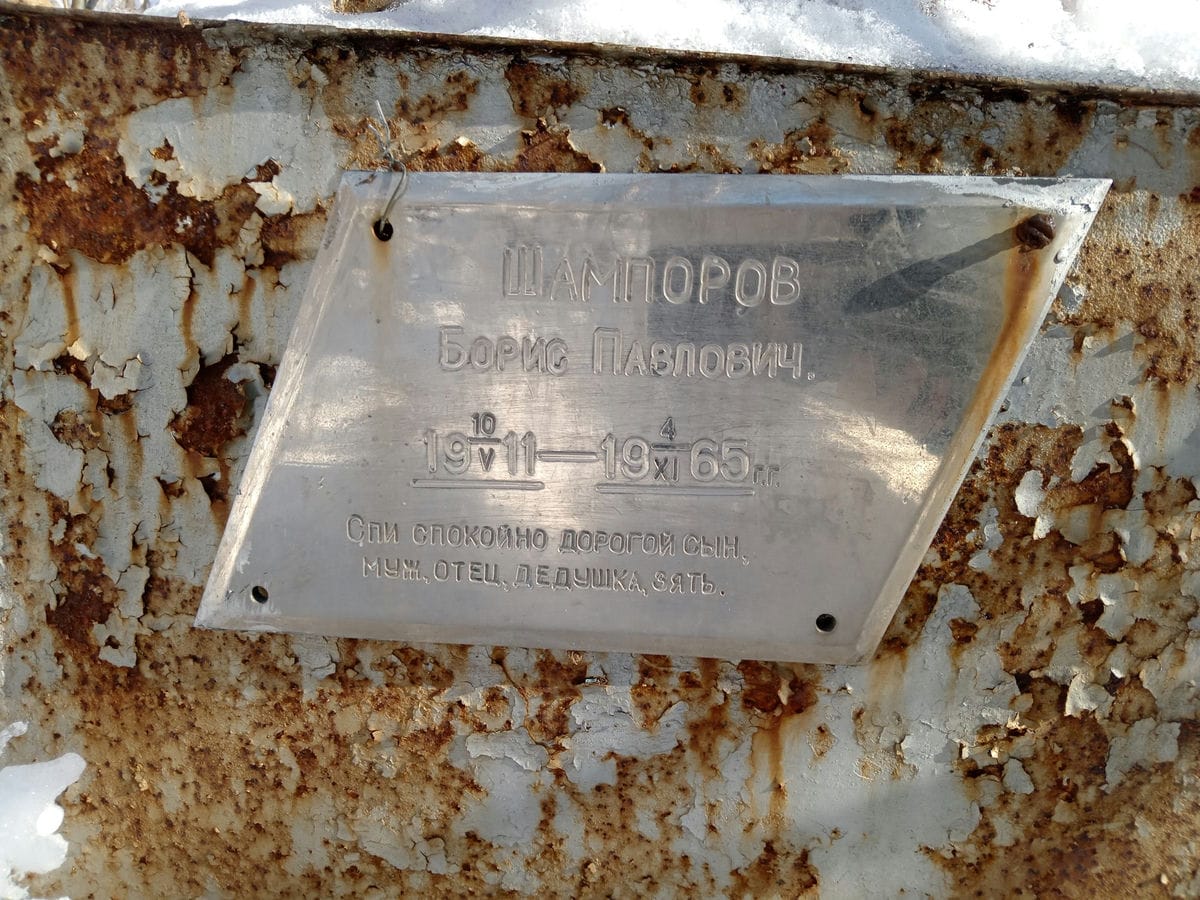 Шампоров
Борис Павлович.
19 10/V 11 — 19 4/XI 65 г.г.
Спи спокойно дорогой сын,
муж, отец, дедушка, зять.